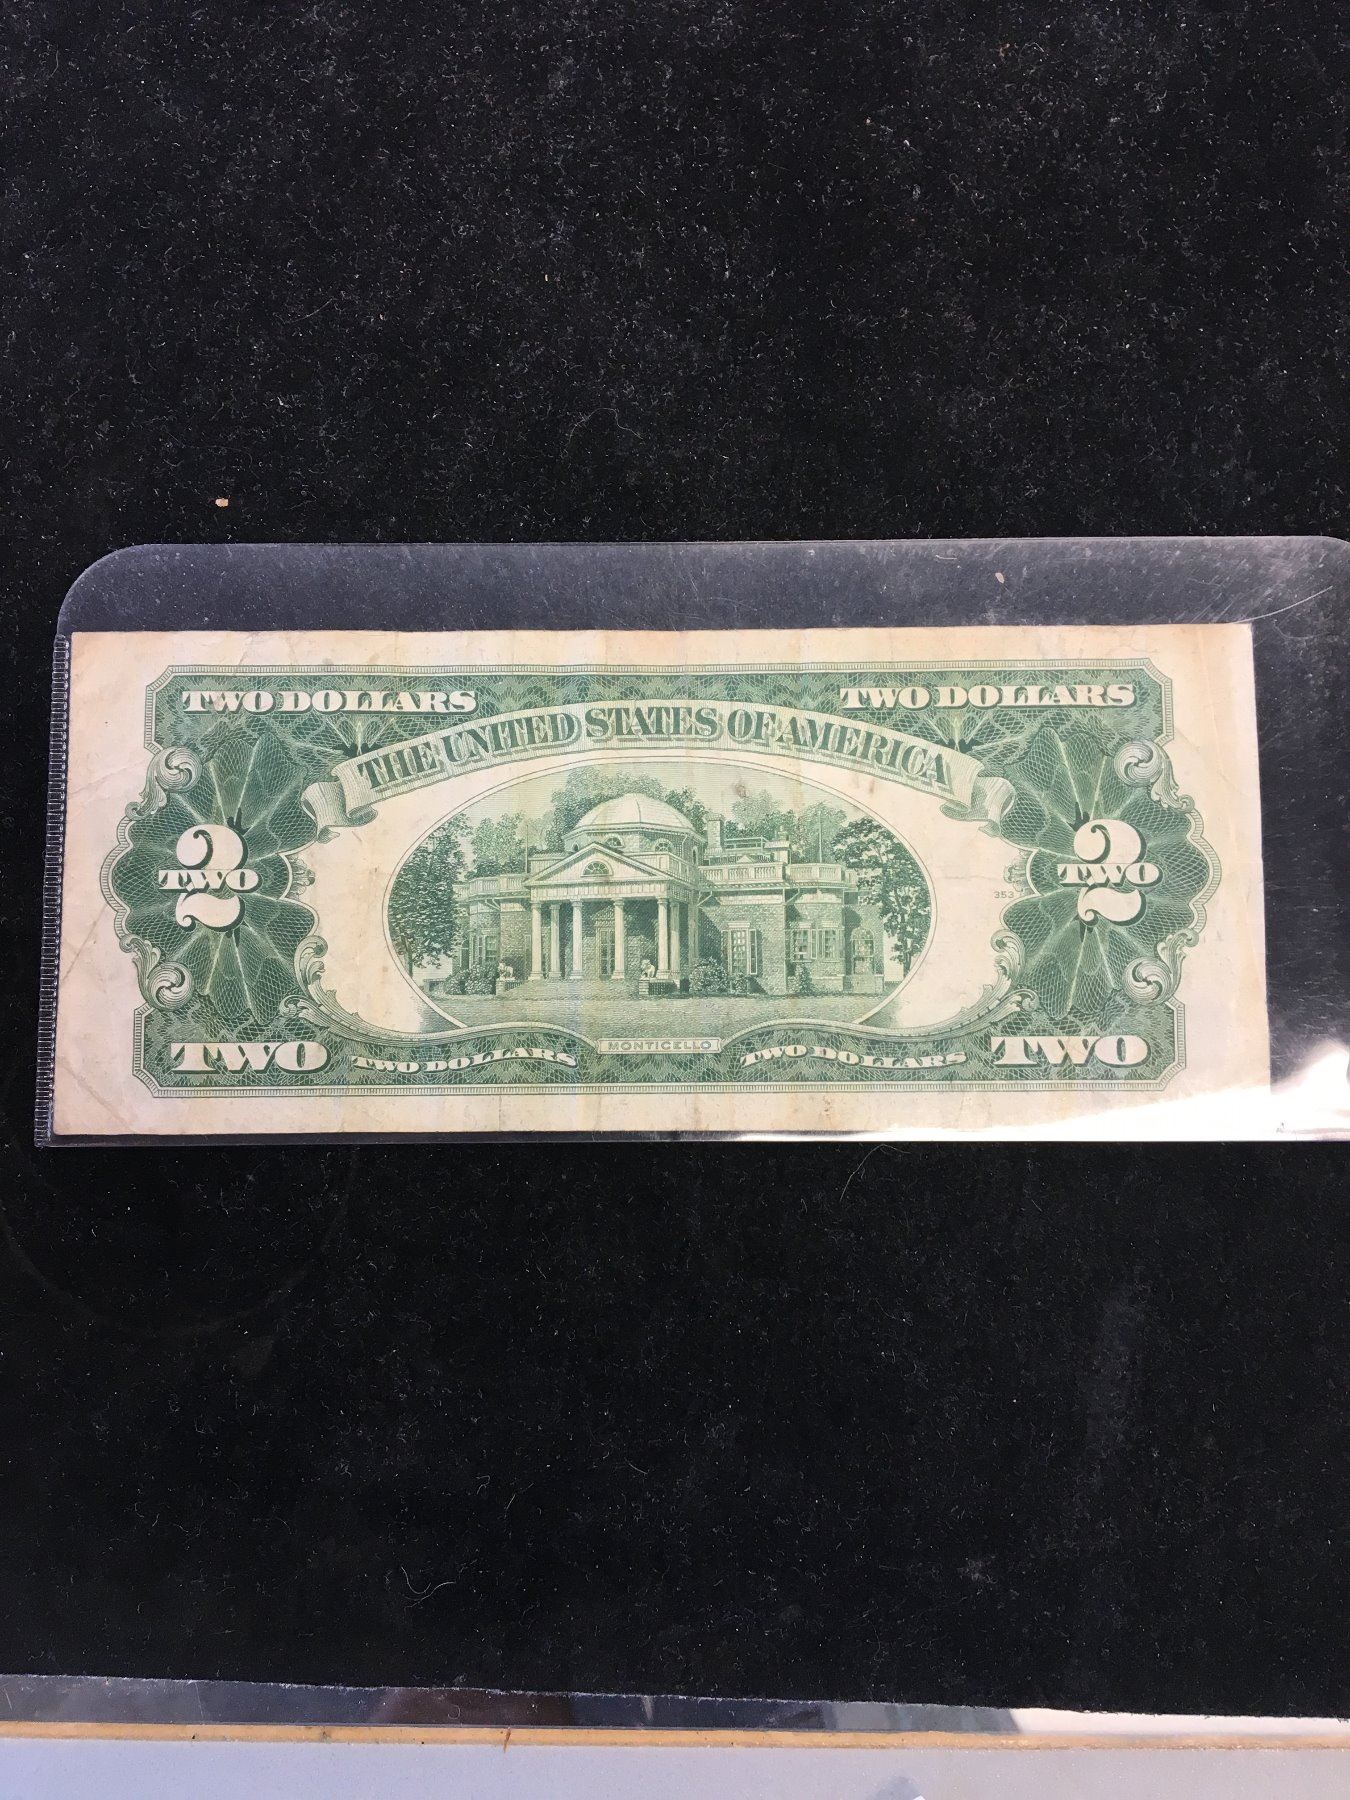 TWO DOLLARS TWO DOLLARS
THE UNITED STATES OF AMERICA
2 2
TWO TWO
353
MONTICELLO
TWO TWO DOLLARS TWO DOLLARS TWO